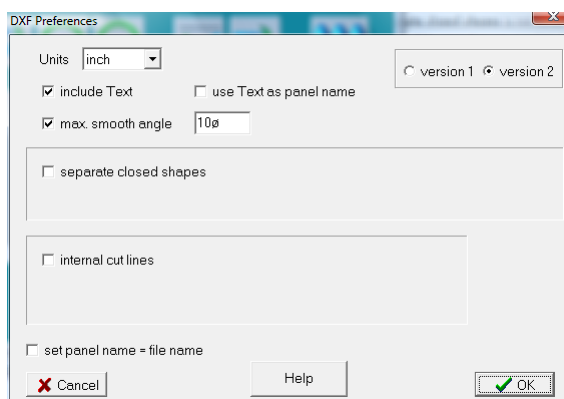 DXF Preferences
Units inch
version 1 version 2
include Text use Text as panel name
max. smooth angle 10ø
separate closed shapes
internal cut lines
set panel name = file name
Cancel Help OK